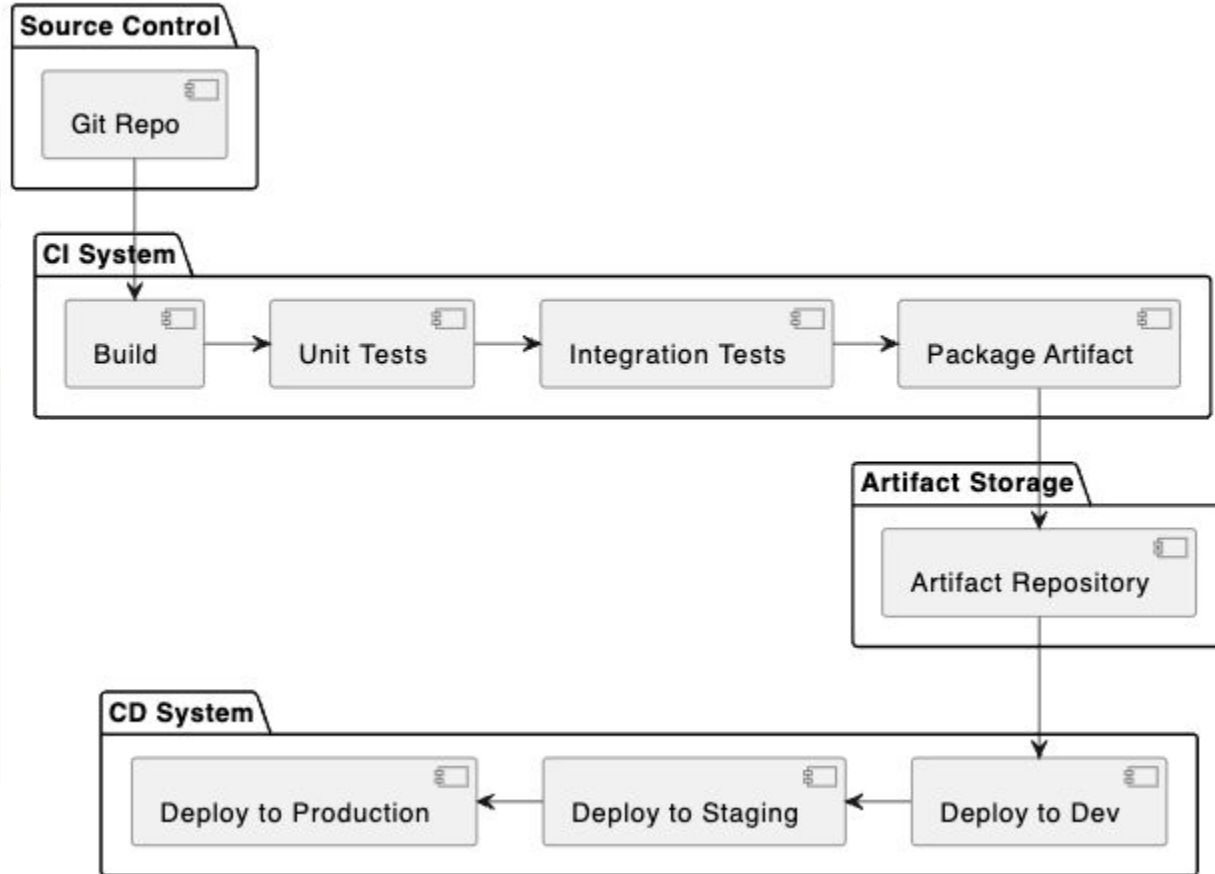 Source Control
Git Repo
CI System
Build
Unit Tests
Integration Tests
Package Artifact
Artifact Storage
Artifact Repository
CD System
Deploy to Production
Deploy to Staging
Deploy to Dev